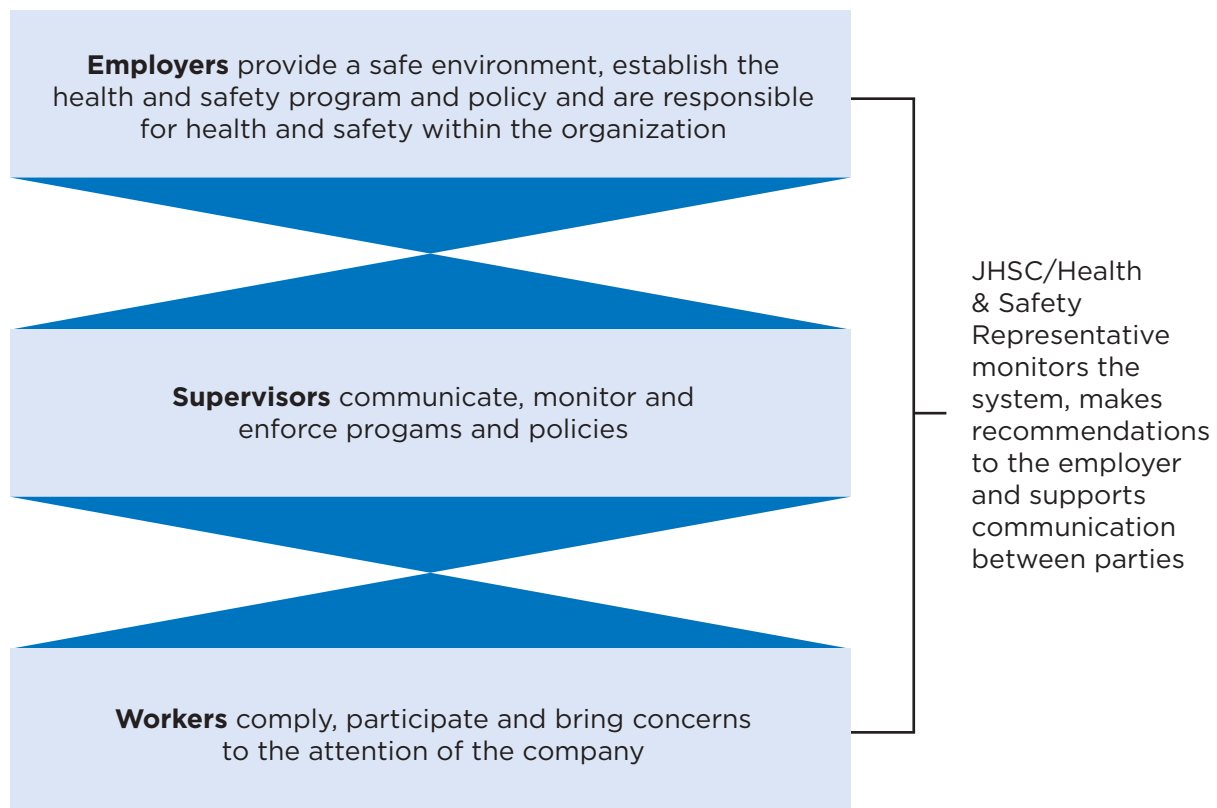 Employers provide a safe environment, establish the
health and safety program and policy and are responsible
for health and safety within the organization
Supervisors communicate, monitor and
enforce progams and policies
Workers comply, participate and bring concerns
to the attention of the company
JHSC/Health
& Safety
Representative
monitors the
system, makes
recommendations
to the employer
and supports
communication
between parties